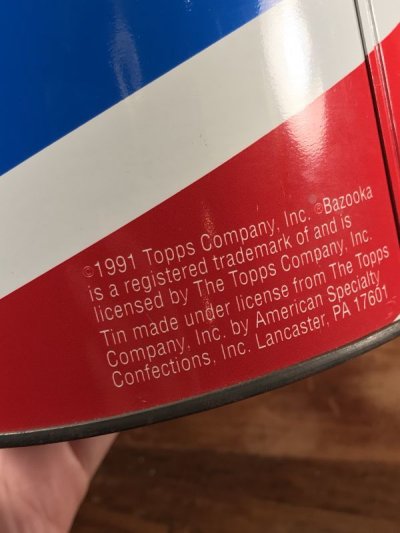 ©1991 Topps Company, Inc. ©Bazooka
is a registered trademark of and is
licensed by The Topps Company, Inc.
Tin made under license from The Topps
Company, Inc. by American Specialty
Confections, Inc. Lancaster, PA 17601